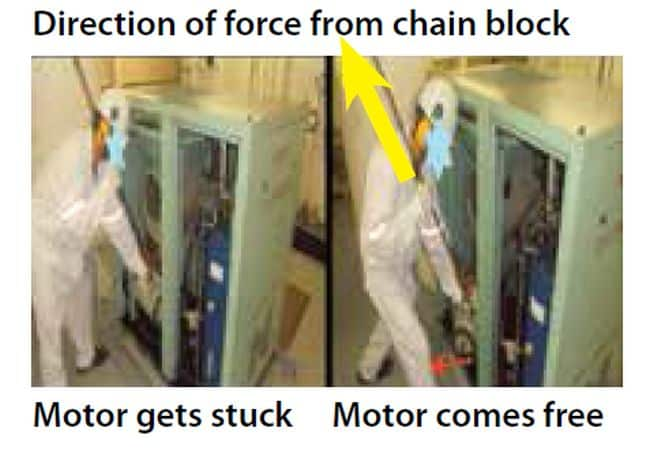 Direction of force from chain block
Motor gets stuck
Motor comes free